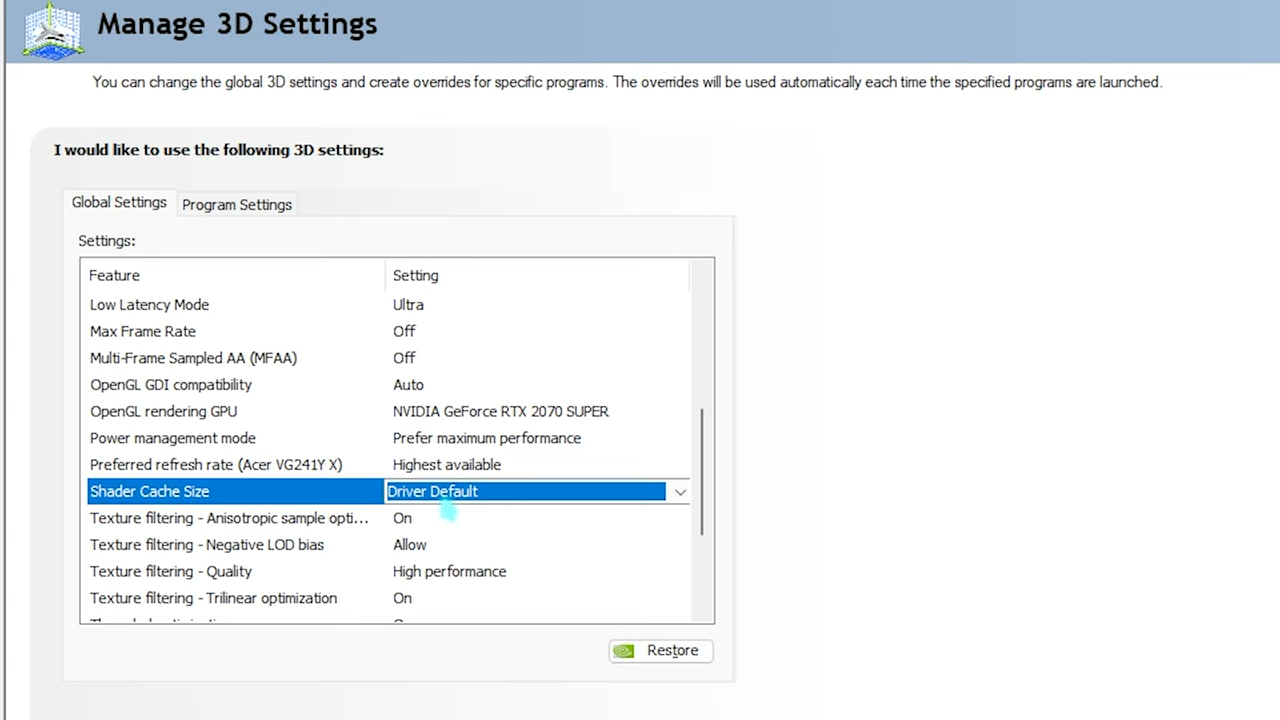 Manage 3D Settings
You can change the global 3D settings and create overrides for specific programs. The overrides will be used automatically each time the specified programs are launched.
I would like to use the following 3D settings:
Global Settings Program Settings
Settings:
Feature Setting
Low Latency Mode Ultra
Max Frame Rate Off
Multi-Frame Sampled AA (MFAA) Off
OpenGL GDI compatibility Auto
OpenGL rendering GPU NVIDIA GeForce RTX 2070 SUPER
Power management mode Prefer maximum performance
Preferred refresh rate (Acer VG241Y X) Highest available
Shader Cache Size Driver Default
Texture filtering - Anisotropic sample opti... On
Texture filtering - Negative LOD bias Allow
Texture filtering - Quality High performance
Texture filtering - Trilinear optimization On
Restore